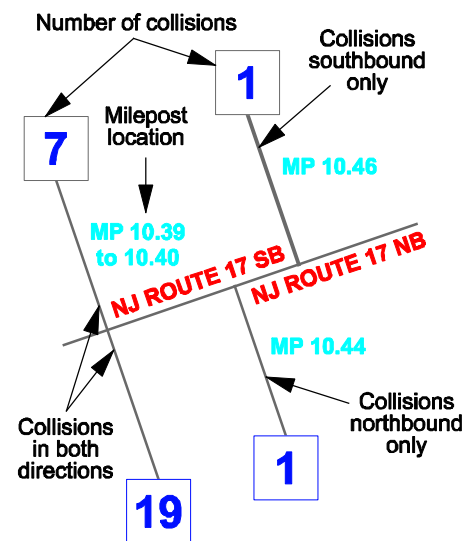 Number of collisions
Collisions
southbound
only
1
Milepost
location
7
MP 10.46
MP 10.39
to 10.40
NJ ROUTE 17 SB
NJ ROUTE 17 NB
MP 10.44
Collisions
in both
directions
Collisions
northbound
only
1
19